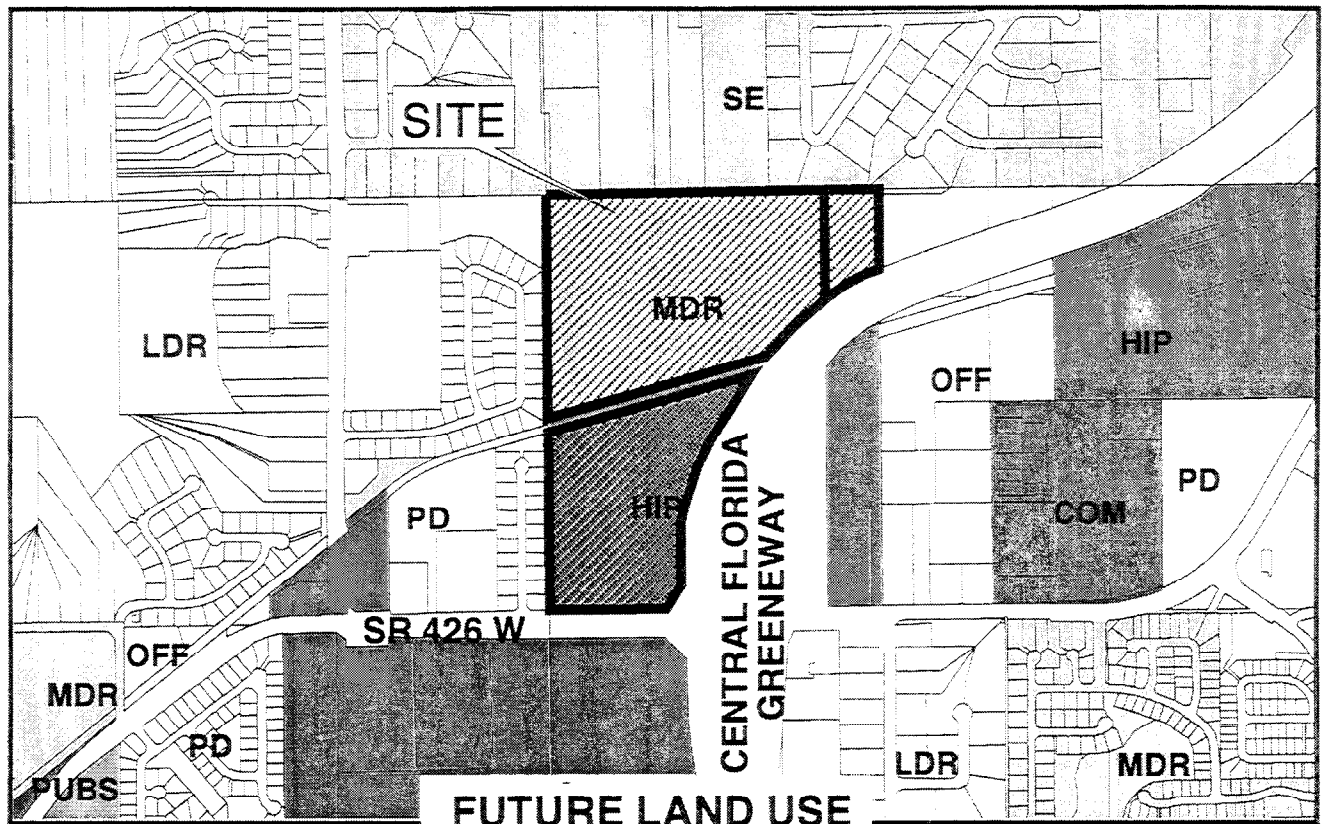 SE
SITE
MDR
LDR
HIP
OFF
PD
COM
PD
HIP
CENTRAL FLORIDA
GREENEWAY
SR 426 W
OFF
MDR
PD
PUBS
LDR
MDR
FUTURE LAND USE